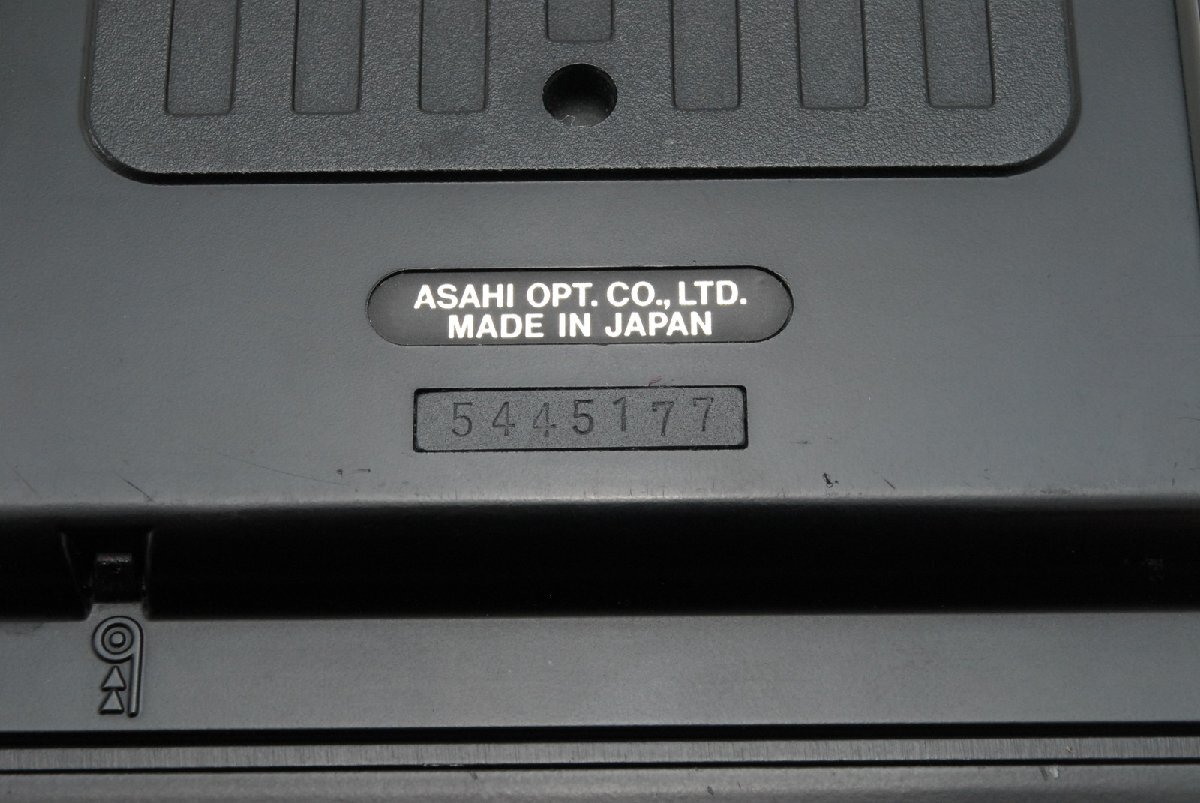 ASAHI OPT. CO., LTD.
MADE IN JAPAN
5445177